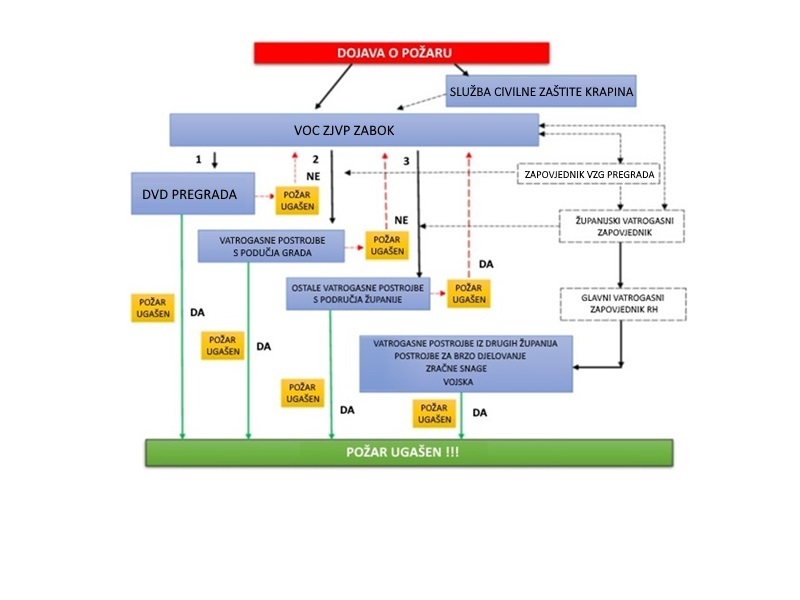 DOJAVA O POŽARU
SLUŽBA CIVILNE ZAŠTITE KRAPINA
VOC ZJVP ZABOK
1
2
3
NE
ZAPOVJEDNIK VZG PREGRADA
DVD PREGRADA
POŽAR
UGAŠEN
ŽUPANIJSKI VATROGASNI
ZAPOVJEDNIK
NE
VATROGASNE POSTROJBE
S PODUČJA GRADA
POŽAR
UGAŠEN
DA
OSTALE VATROGASNE POSTROJBE
S PODRUČJA ŽUPANIJE
POŽAR
UGAŠEN
GLAVNI VATROGASNI
ZAPOVJEDNIK RH
POŽAR
UGAŠEN
DA
POŽAR
UGAŠEN
DA
VATROGASNE POSTROJBE IZ DRUGIH ŽUPANIJA
POSTROJBE ZA BRZO DJELOVANJE
ZRAČNE SNAGE
VOJSKA
POŽAR
UGAŠEN
DA
POŽAR
UGAŠEN
DA
POŽAR UGAŠEN !!!